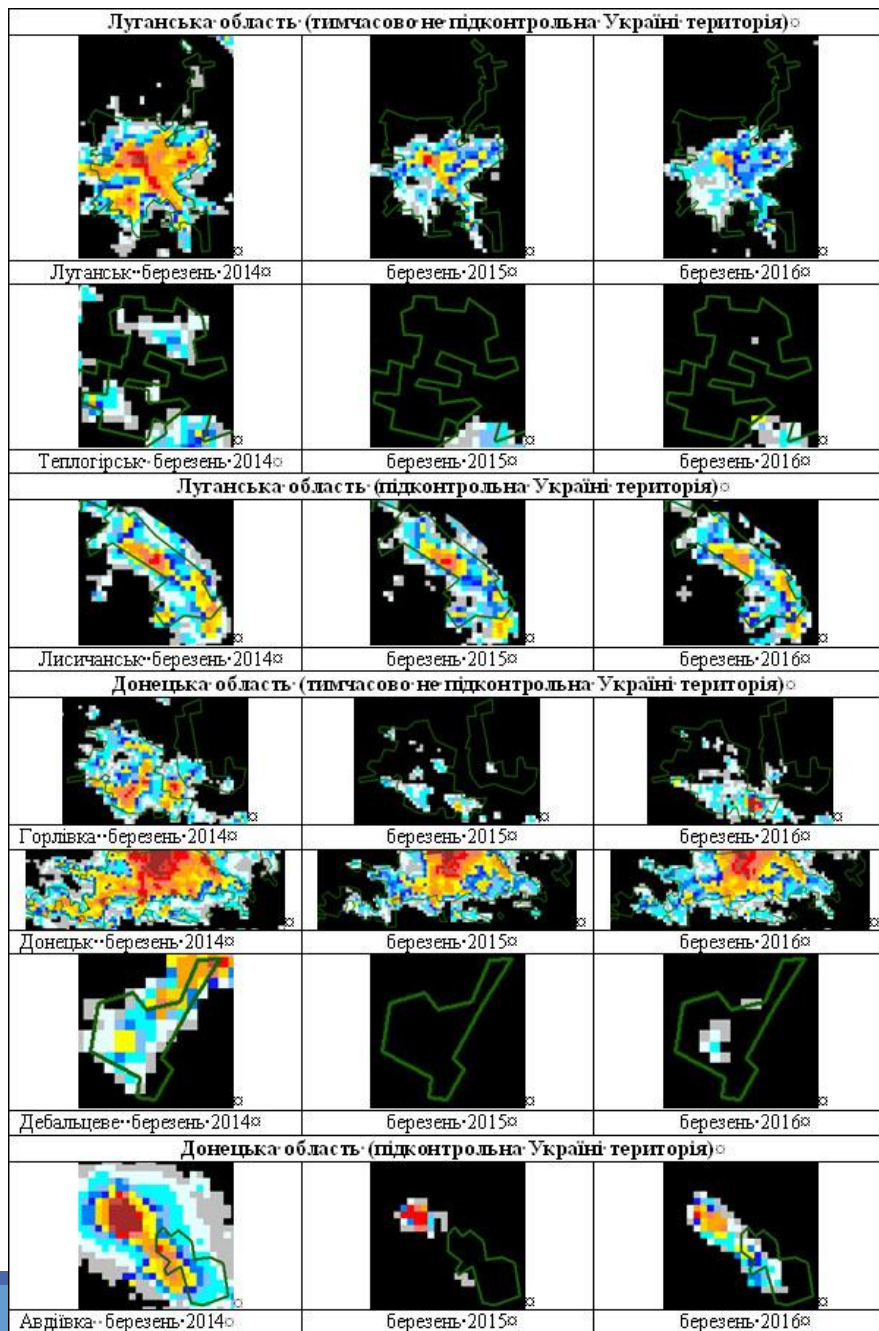 Луганська·область·(тимчасово·не·підконтрольна·Україні·територія)¤
¤ ¤ ¤
Луганськ··березень·2014¤ березень·2015¤ березень·2016¤
¤ ¤ ¤
Теплогірськ··березень·2014¤ березень·2015¤ березень·2016¤
Луганська·область·(підконтрольна·Україні·територія)¤
¤ ¤ ¤
Лисичанськ··березень·2014¤ березень·2015¤ березень·2016¤
Донецька·область·(тимчасово·не·підконтрольна·Україні·територія)¤
¤ ¤ ¤
Горлівка··березень·2014¤ березень·2015¤ березень·2016¤
¤ ¤ ¤
Донецьк··березень·2014¤ березень·2015¤ березень·2016¤
¤ ¤ ¤
Дебальцеве··березень·2014¤ березень·2015¤ березень·2016¤
Донецька·область·(підконтрольна·Україні·територія)¤
¤ ¤ ¤
Авдіївка··березень·2014¤ березень·2015¤ березень·2016¤